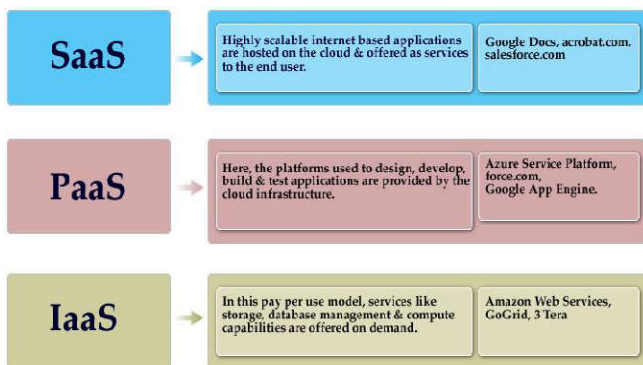 SaaS
Highly scalable internet based applications
are hosted on the cloud & offered as services
to the end user.
Google Docs, acrobat.com,
salesforce.com
PaaS
Here, the platforms used to design, develop,
build & test applications are provided by the
cloud infrastructure.
Azure Service Platform,
force.com,
Google App Engine.
IaaS
In this pay per use model, services like
storage, database management & compute
capabilities are offered on demand.
Amazon Web Services,
GoGrid, 3 Tera